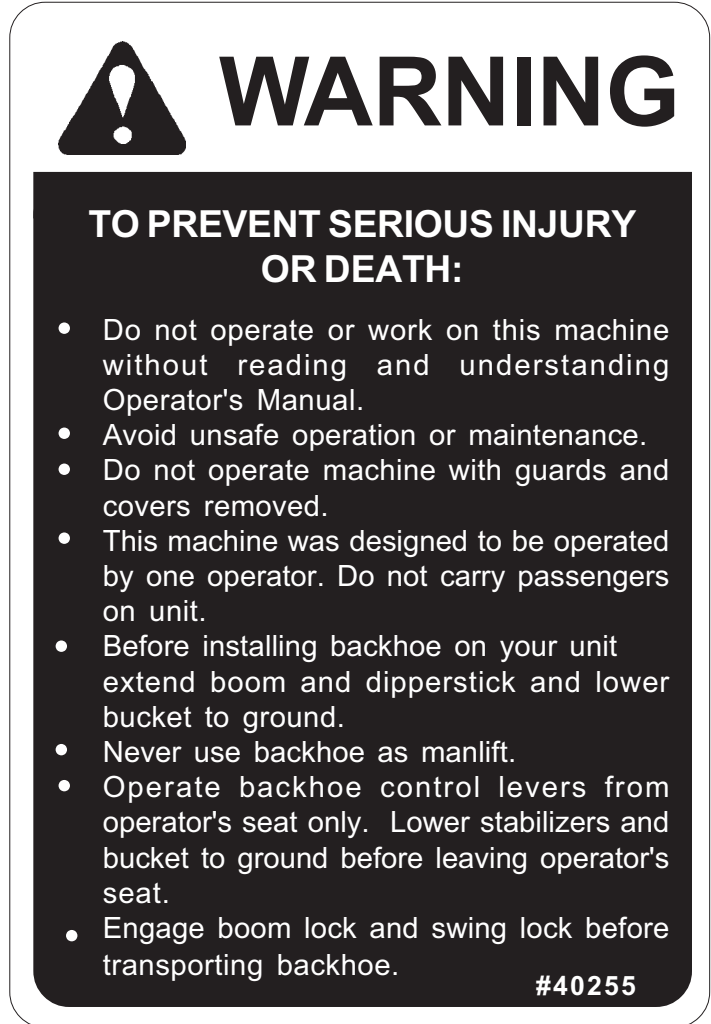 WARNING
TO PREVENT SERIOUS INJURY
OR DEATH:
• Do not operate or work on this machine
without reading and understanding
Operator's Manual.
• Avoid unsafe operation or maintenance.
• Do not operate machine with guards and
covers removed.
• This machine was designed to be operated
by one operator. Do not carry passengers
on unit.
• Before installing backhoe on your unit
extend boom and dipperstick and lower
bucket to ground.
• Never use backhoe as manlift.
• Operate backhoe control levers from
operator's seat only. Lower stabilizers and
bucket to ground before leaving operator's
seat.
• Engage boom lock and swing lock before
transporting backhoe.
#40255